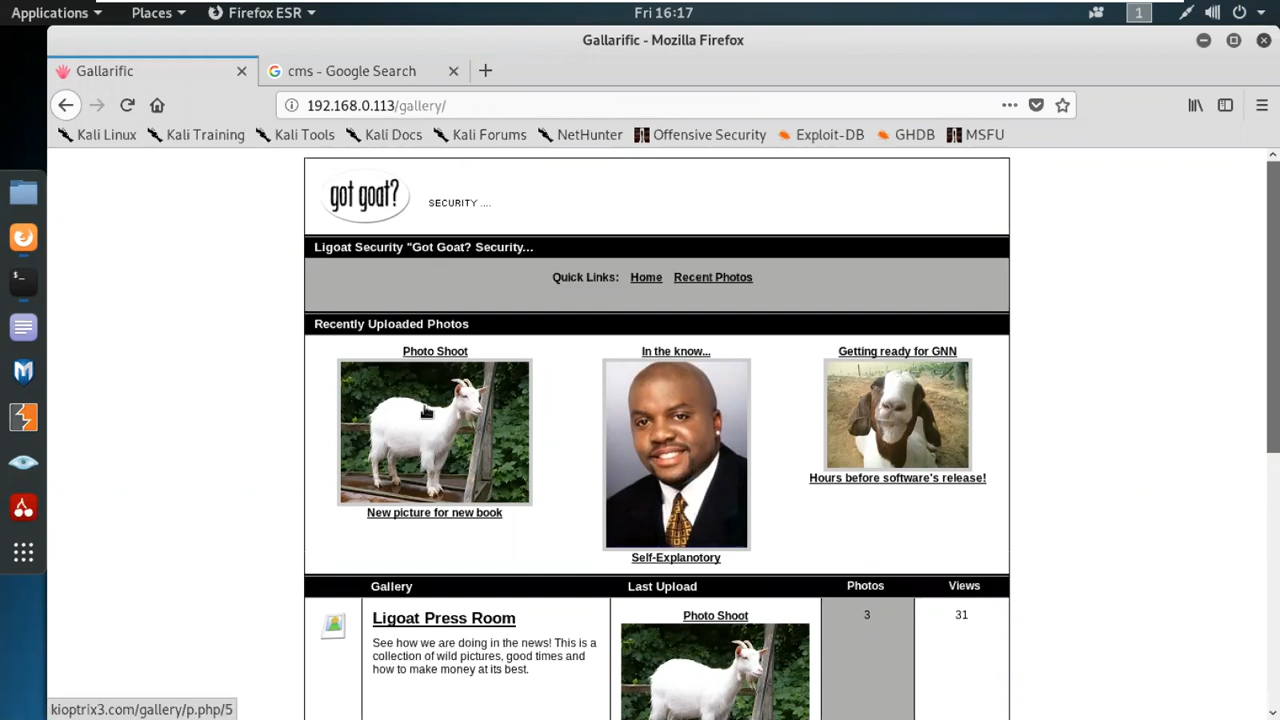 Applications Places Firefox ESR Fri 16:17 1
Gallarific - Mozilla Firefox
Gallarific cms - Google Search
192.168.0.113/gallery/
Kali Linux Kali Training Kali Tools Kali Docs Kali Forums NetHunter Offensive Security Exploit-DB GHDB MSFU
got goat? SECURITY ....
Ligoat Security "Got Goat? Security...
Quick Links: Home Recent Photos
Recently Uploaded Photos
Photo Shoot In the know... Getting ready for GNN
Hours before software's release!
New picture for new book
Self-Explanotory
Gallery Last Upload Photos Views
Ligoat Press Room Photo Shoot 3 31
See how we are doing in the news! This is a
collection of wild pictures, good times and
how to make money at its best.
kioptrix3.com/gallery/p.php/5